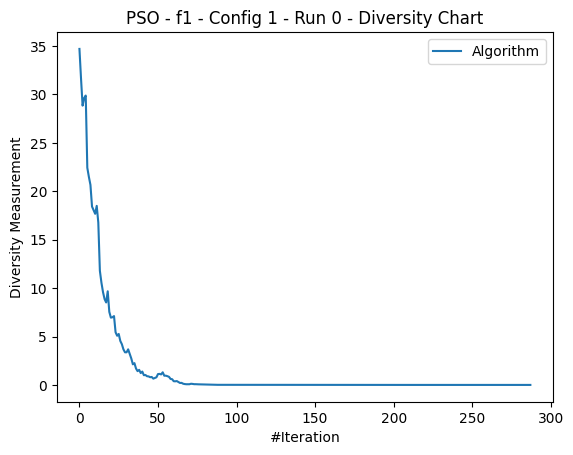 PSO - f1 - Config 1 - Run 0 - Diversity Chart
Algorithm
Diversity Measurement
35
30
25
20
15
10
5
0
0 50 100 150 200 250 300
#Iteration